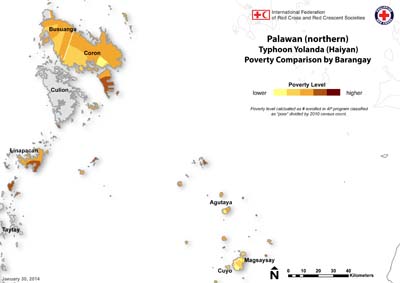 International Federation
of Red Cross and Red Crescent Societies
Palawan (northern)
Typhoon Yolanda (Haiyan)
Poverty Comparison by Barangay
Poverty Level
lower
higher
Poverty level calculated as # enrolled in 4P program classified
as "poor" divided by 2010 census count.
Busuanga
Coron
Culion
Linapacan
Taytay
Agutaya
Magsaysay
Cuyo
N
0 5 10 20 30 40
Kilometers
January 30, 2014